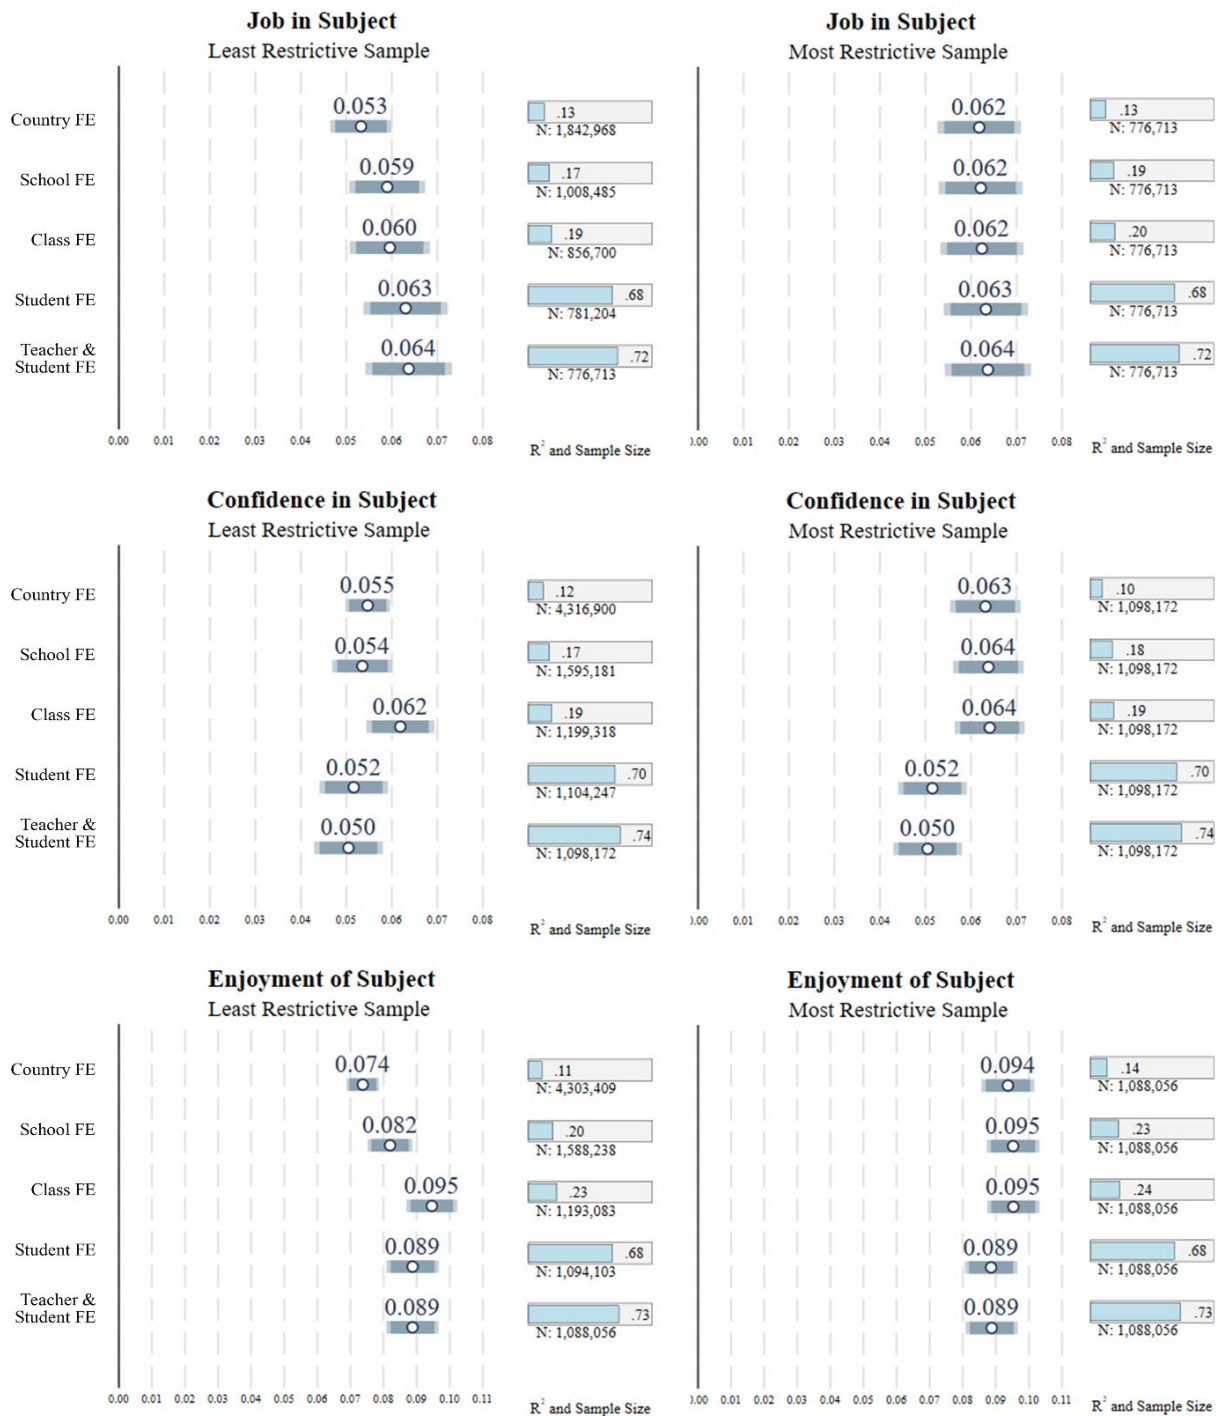 Job in Subject
Least Restrictive Sample
Country FE
0.053
.13
N: 1,842,968
School FE
0.059
.17
N: 1,008,485
Class FE
0.060
.19
N: 856,700
Student FE
0.063
.68
N: 781,204
Teacher &
Student FE
0.064
.72
N: 776,713
0.00 0.01 0.02 0.03 0.04 0.05 0.06 0.07 0.08
R² and Sample Size
Job in Subject
Most Restrictive Sample
0.062
.13
N: 776,713
0.062
.19
N: 776,713
0.062
.20
N: 776,713
0.063
.68
N: 776,713
0.064
.72
N: 776,713
).00 0.01 0.02 0.03 0.04 0.05 0.06 0.07 0.08
R² and Sample Size
Confidence in Subject
Least Restrictive Sample
Country FE
0.055
.12
N: 4,316,900
School FE
0.054
.17
N: 1,595,181
Class FE
0.062
.19
N: 1,199,318
Student FE
0.052
.70
N: 1,104,247
Teacher &
Student FE
0.050
.74
N: 1,098,172
0.00 0.01 0.02 0.03 0.04 0.05 0.06 0.07 0.08
R² and Sample Size
Confidence in Subject
Most Restrictive Sample
0.063
.10
N: 1,098,172
0.064
.18
N: 1,098,172
0.064
.19
N: 1,098,172
0.052
.70
N: 1,098,172
0.050
.74
N: 1,098,172
).00 0.01 0.02 0.03 0.04 0.05 0.06 0.07 0.08
R² and Sample Size
Enjoyment of Subject
Least Restrictive Sample
Country FE
0.074
.11
N: 4,303,409
School FE
0.082
.20
N: 1,588,238
Class FE
0.095
.23
N: 1,193,083
Student FE
0.089
.68
N: 1,094,103
Teacher &
Student FE
0.089
.73
N: 1,088,056
0.00 0.01 0.02 0.03 0.04 0.05 0.06 0.07 0.08 0.09 0.10 0.11
R² and Sample Size
Enjoyment of Subject
Most Restrictive Sample
0.094
.14
N: 1,088,056
0.095
.23
N: 1,088,056
0.095
.24
N: 1,088,056
0.089
.68
N: 1,088,056
0.089
.73
N: 1,088,056
).00 0.01 0.02 0.03 0.04 0.05 0.06 0.07 0.08 0.09 0.10 0.11
R² and Sample Size